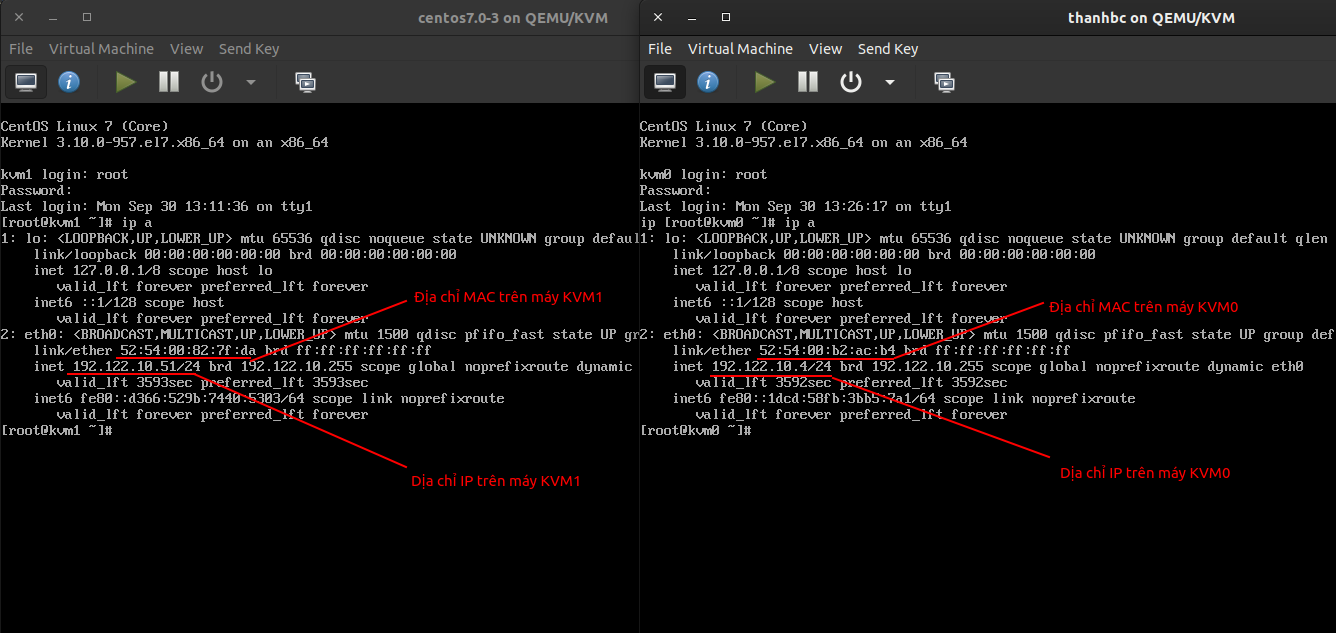 centos7.0-3 on QEMU/KVM
File Virtual Machine View Send Key
CentOS Linux 7 (Core)
Kernel 3.10.0-957.el7.x86_64 on an x86_64
kvm1 login: root
Password:
Last login: Mon Sep 30 13:11:36 on tty1
[root@kvm1 ~]# ip a
1: lo: <LOOPBACK,UP,LOWER_UP> mtu 65536 qdisc noqueue state UNKNOWN group defaul
link/loopback 00:00:00:00:00:00 brd 00:00:00:00:00:00
inet 127.0.0.1/8 scope host lo
valid_lft forever preferred_lft forever
inet6 ::1/128 scope host
valid_lft forever preferred_lft forever
2: eth0: <BROADCAST,MULTICAST,UP,LOWER_UP> mtu 1500 qdisc pfifo_fast state UP gr
link/ether 52:54:00:82:7f:da brd ff:ff:ff:ff:ff:ff
inet 192.122.10.51/24 brd 192.122.10.255 scope global noprefixroute dynamic
valid_lft 3593sec preferred_lft 3593sec
inet6 fe80::d366:529b:7440:5303/64 scope link noprefixroute
valid_lft forever preferred_lft forever
[root@kvm1 ~]#
Địa chỉ MAC trên máy KVM1
Địa chỉ IP trên máy KVM1
thanhbc on QEMU/KVM
File Virtual Machine View Send Key
CentOS Linux 7 (Core)
Kernel 3.10.0-957.el7.x86_64 on an x86_64
kvm0 login: root
Password:
Last login: Mon Sep 30 13:26:17 on tty1
ip [root@kvm0 ~]# ip a
1: lo: <LOOPBACK,UP,LOWER_UP> mtu 65536 qdisc noqueue state UNKNOWN group default qlen
link/loopback 00:00:00:00:00:00 brd 00:00:00:00:00:00
inet 127.0.0.1/8 scope host lo
valid_lft forever preferred_lft forever
inet6 ::1/128 scope host
valid_lft forever preferred_lft forever
2: eth0: <BROADCAST,MULTICAST,UP,LOWER_UP> mtu 1500 qdisc pfifo_fast state UP group def
link/ether 52:54:00:b2:ac:b4 brd ff:ff:ff:ff:ff:ff
inet 192.122.10.4/24 brd 192.122.10.255 scope global noprefixroute dynamic eth0
valid_lft 3592sec preferred_lft 3592sec
inet6 fe80::1dcd:58fb:3bb5:7a1/64 scope link noprefixroute
valid_lft forever preferred_lft forever
[root@kvm0 ~]#
Địa chỉ MAC trên máy KVM0
Địa chỉ IP trên máy KVM0